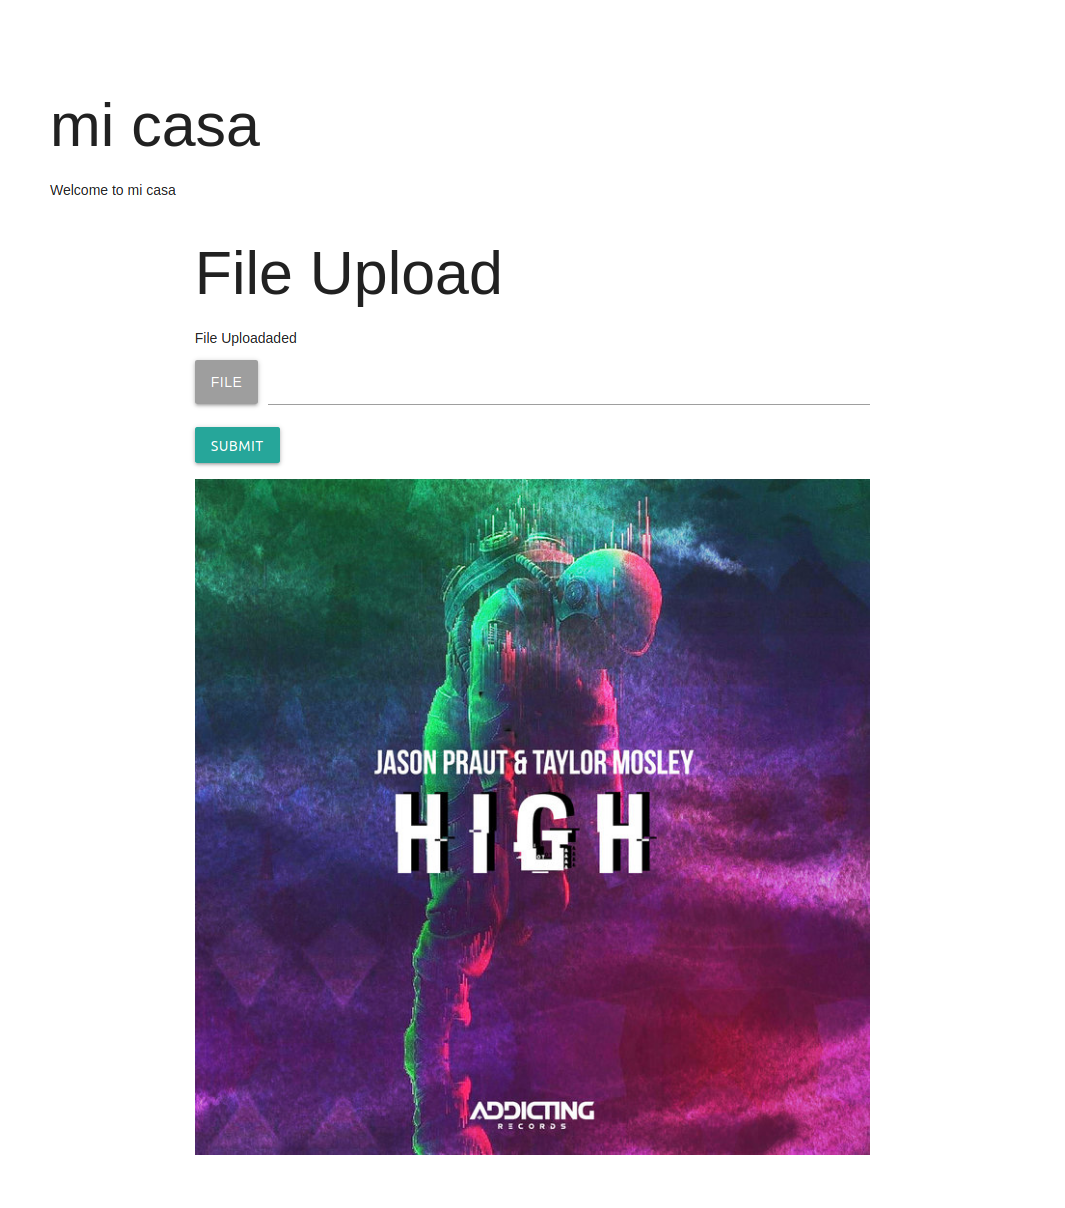 mi casa
Welcome to mi casa
File Upload
File Uploadaded
FILE
SUBMIT
JASON PRAUT & TAYLOR MOSLEY
HIGH
ADDICTING
RECORDS